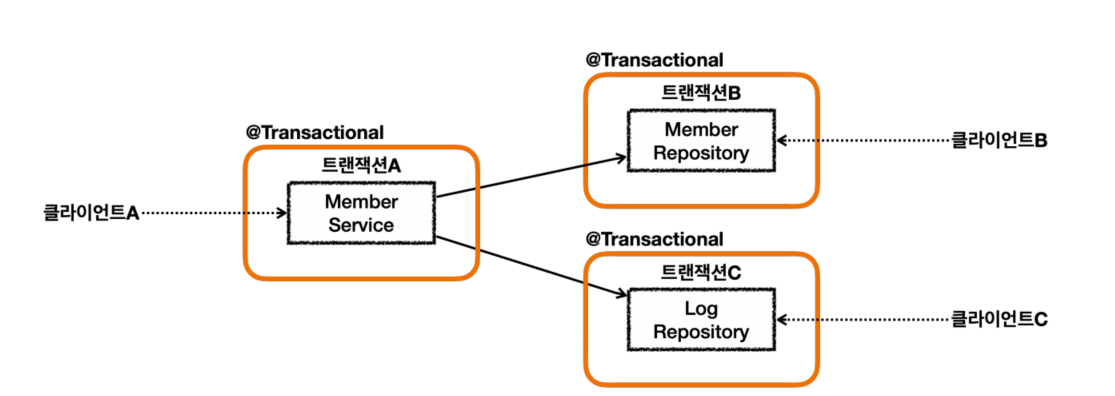 @Transactional
트랜잭션B
Member
Repository
클라이언트B
@Transactional
트랜잭션A
Member
Service
클라이언트A
@Transactional
트랜잭션C
Log
Repository
클라이언트C